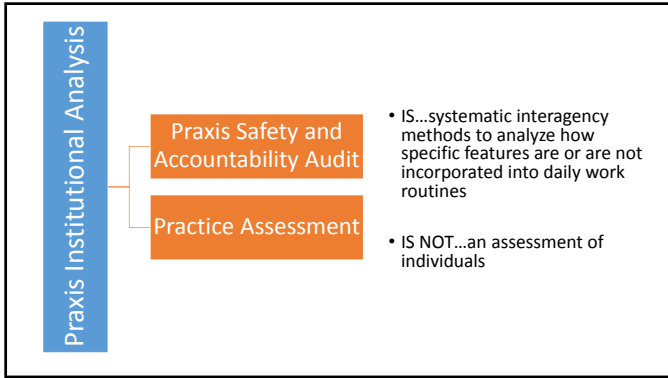 Praxis Institutional Analysis
Praxis Safety and
Accountability Audit
Practice Assessment
• IS…systematic interagency
methods to analyze how
specific features are or are not
incorporated into daily work
routines
• IS NOT…an assessment of
individuals